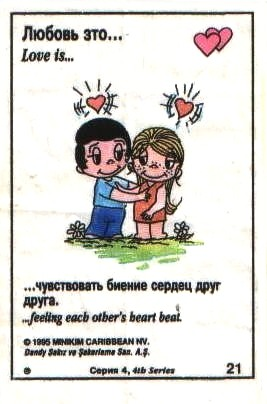 Любовь это...
Love is...
...чувствовать биение сердец друг
друга.
...feeling each other's heart beat.
© 1995 MINIKIM CARIBBEAN NV.
Dandy Sakız ve Şekerleme San. A.Ş.
Серия 4, 4th Series
21